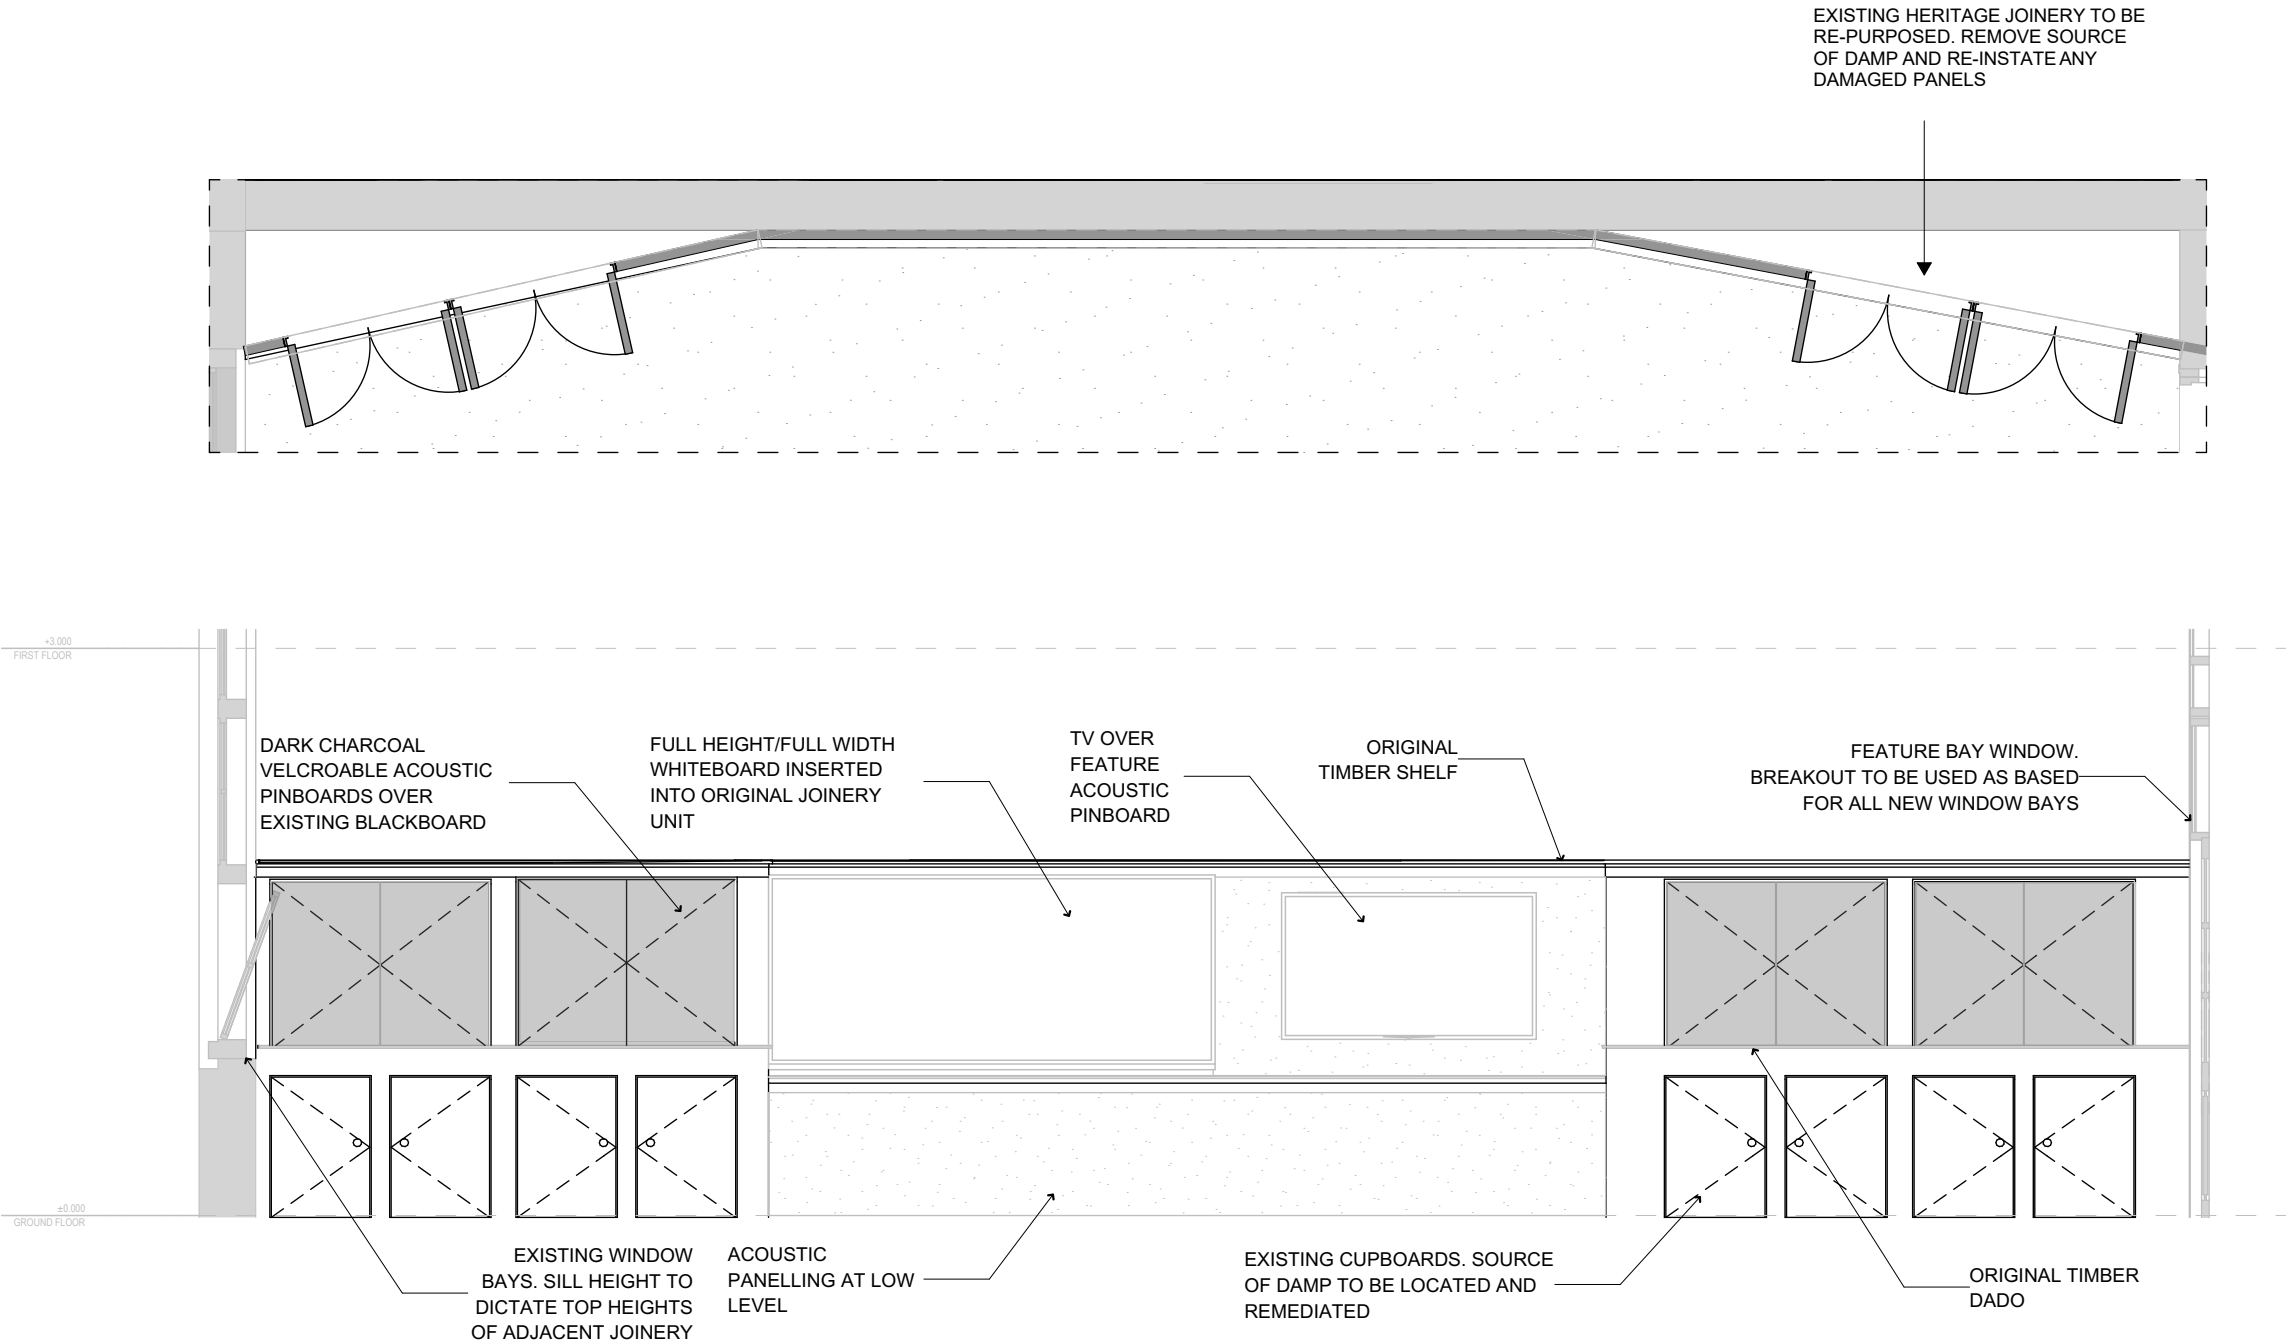 EXISTING HERITAGE JOINERY TO BE
RE-PURPOSED. REMOVE SOURCE
OF DAMP AND RE-INSTATE ANY
DAMAGED PANELS
+3.000
FIRST FLOOR
DARK CHARCOAL
VELCROABLE ACOUSTIC
PINBOARDS OVER
EXISTING BLACKBOARD
FULL HEIGHT/FULL WIDTH
WHITEBOARD INSERTED
INTO ORIGINAL JOINERY
UNIT
TV OVER
FEATURE
ACOUSTIC
PINBOARD
ORIGINAL
TIMBER SHELF
FEATURE BAY WINDOW.
BREAKOUT TO BE USED AS BASED
FOR ALL NEW WINDOW BAYS
±0.000
GROUND FLOOR
EXISTING WINDOW
BAYS. SILL HEIGHT TO
DICTATE TOP HEIGHTS
OF ADJACENT JOINERY
ACOUSTIC
PANELLING AT LOW
LEVEL
EXISTING CUPBOARDS. SOURCE
OF DAMP TO BE LOCATED AND
REMEDIATED
ORIGINAL TIMBER
DADO